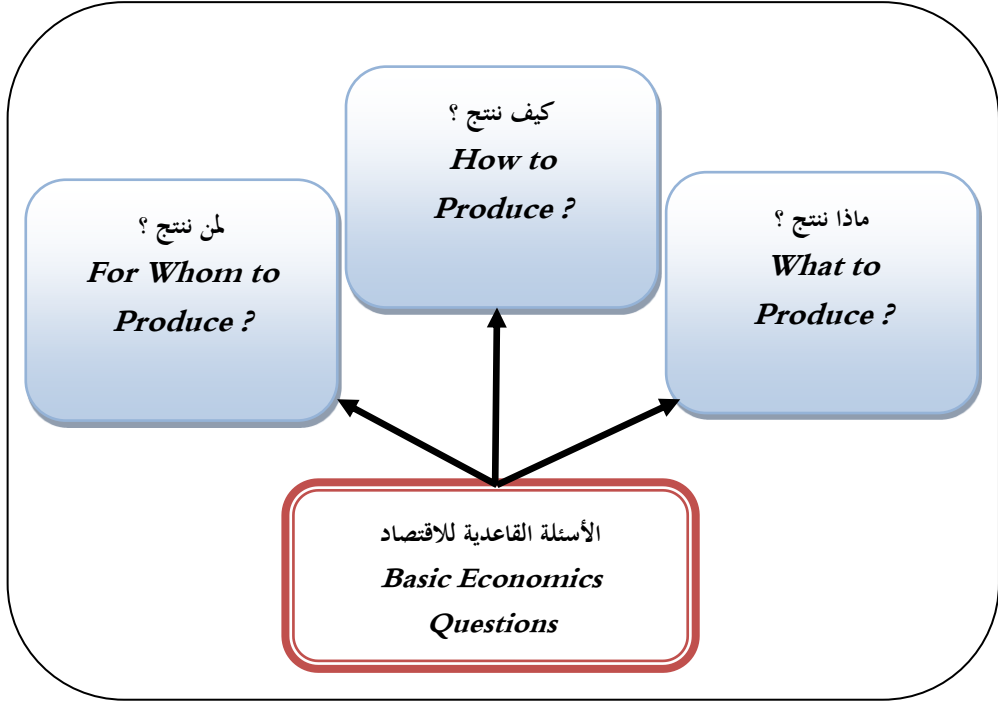 كيف ننتج ؟
How to
Produce ?
ماذا ننتج ؟
What to
Produce ?
لمن ننتج ؟
For Whom to
Produce ?
الأسئلة القاعدية للاقتصاد
Basic Economics
Questions